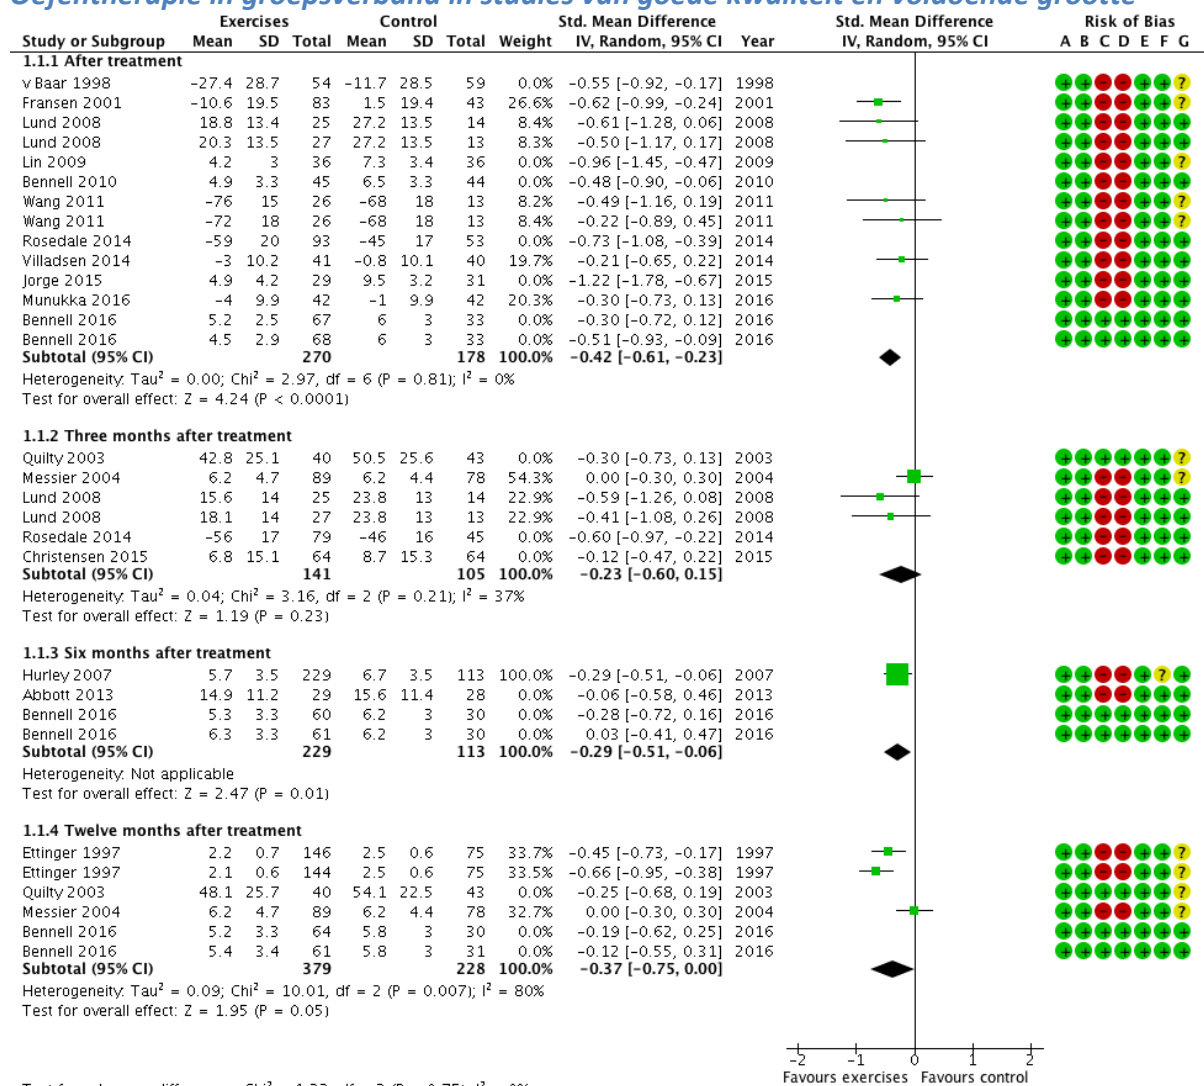 Oefentherapie in groepsverband in studies van goede kwaliteit en voldoende grootte
Exercises Control Std. Mean Difference Std. Mean Difference Risk of Bias
Study or Subgroup Mean SD Total Mean SD Total Weight IV, Random, 95% CI Year IV, Random, 95% CI A B C D E F G
1.1.1 After treatment
v Baar 1998 -27.4 28.7 54 -11.7 28.5 59 0.0% -0.55 [-0.92, -0.17] 1998 + + - - + + ?
Fransen 2001 -10.6 19.5 83 1.5 19.4 43 26.6% -0.62 [-0.99, -0.24] 2001 + + - - + + ?
Lund 2008 18.8 13.4 25 27.2 13.5 14 8.4% -0.61 [-1.28, 0.06] 2008 + + - - + + +
Lund 2008 20.3 13.5 27 27.2 13.5 13 8.3% -0.50 [-1.17, 0.17] 2008 + + - - + + +
Lin 2009 4.2 3 36 7.3 3.4 36 0.0% -0.96 [-1.45, -0.47] 2009 + + - - + + ?
Bennell 2010 4.9 3.3 45 6.5 3.3 44 0.0% -0.48 [-0.90, -0.06] 2010 + + - - + + +
Wang 2011 -76 15 26 -68 18 13 8.2% -0.49 [-1.16, 0.19] 2011 + + - - + + ?
Wang 2011 -72 18 26 -68 18 13 8.4% -0.22 [-0.89, 0.45] 2011 + + - - + + ?
Rosedale 2014 -59 20 93 -45 17 53 0.0% -0.73 [-1.08, -0.39] 2014 + + - - + + +
Villadsen 2014 -3 10.2 41 -0.8 10.1 40 19.7% -0.21 [-0.65, 0.22] 2014 + + - - + + +
Jorge 2015 4.9 4.2 29 9.5 3.2 31 0.0% -1.22 [-1.78, -0.67] 2015 + + - - + + +
Munukka 2016 -4 9.9 42 -1 9.9 42 20.3% -0.30 [-0.73, 0.13] 2016 + + - - + + +
Bennell 2016 5.2 2.5 67 6 3 33 0.0% -0.30 [-0.72, 0.12] 2016 + + + + + + +
Bennell 2016 4.5 2.9 68 6 3 33 0.0% -0.51 [-0.93, -0.09] 2016 + + + + + + +
Subtotal (95% CI) 270 178 100.0% -0.42 [-0.61, -0.23]
Heterogeneity: Tau² = 0.00; Chi² = 2.97, df = 6 (P = 0.81); I² = 0%
Test for overall effect: Z = 4.24 (P < 0.0001)
1.1.2 Three months after treatment
Quilty 2003 42.8 25.1 40 50.5 25.6 43 0.0% -0.30 [-0.73, 0.13] 2003 + + + + + + ?
Messier 2004 6.2 4.7 89 6.2 4.4 78 54.3% 0.00 [-0.30, 0.30] 2004 + + - - + + ?
Lund 2008 15.6 14 25 23.8 13 14 22.9% -0.59 [-1.26, 0.08] 2008 + + - - + + +
Lund 2008 18.1 14 27 23.8 13 13 22.9% -0.41 [-1.08, 0.26] 2008 + + - - + + +
Rosedale 2014 -56 17 79 -46 16 45 0.0% -0.60 [-0.97, -0.22] 2014 + + - - + + +
Christensen 2015 6.8 15.1 64 8.7 15.3 64 0.0% -0.12 [-0.47, 0.22] 2015 + + - - + + +
Subtotal (95% CI) 141 105 100.0% -0.23 [-0.60, 0.15]
Heterogeneity: Tau² = 0.04; Chi² = 3.16, df = 2 (P = 0.21); I² = 37%
Test for overall effect: Z = 1.19 (P = 0.23)
1.1.3 Six months after treatment
Hurley 2007 5.7 3.5 229 6.7 3.5 113 100.0% -0.29 [-0.51, -0.06] 2007 + + - - + ? +
Abbott 2013 14.9 11.2 29 15.6 11.4 28 0.0% -0.06 [-0.58, 0.46] 2013 + + - - + + +
Bennell 2016 5.3 3.3 60 6.2 3 30 0.0% -0.28 [-0.72, 0.16] 2016 + + + + + + +
Bennell 2016 6.3 3.3 61 6.2 3 30 0.0% 0.03 [-0.41, 0.47] 2016 + + + + + + +
Subtotal (95% CI) 229 113 100.0% -0.29 [-0.51, -0.06]
Heterogeneity: Not applicable
Test for overall effect: Z = 2.47 (P = 0.01)
1.1.4 Twelve months after treatment
Ettinger 1997 2.2 0.7 146 2.5 0.6 75 33.7% -0.45 [-0.73, -0.17] 1997 + + - - + + ?
Ettinger 1997 2.1 0.6 144 2.5 0.6 75 33.5% -0.66 [-0.95, -0.38] 1997 + + - - + + ?
Quilty 2003 48.1 25.7 40 54.1 22.5 43 0.0% -0.25 [-0.68, 0.19] 2003 + + + + + + ?
Messier 2004 6.2 4.7 89 6.2 4.4 78 32.7% 0.00 [-0.30, 0.30] 2004 + + - - + + ?
Bennell 2016 5.2 3.3 64 5.8 3 30 0.0% -0.19 [-0.62, 0.25] 2016 + + + + + + +
Bennell 2016 5.4 3.4 61 5.8 3 31 0.0% -0.12 [-0.55, 0.31] 2016 + + + + + + +
Subtotal (95% CI) 379 228 100.0% -0.37 [-0.75, 0.00]
Heterogeneity: Tau² = 0.09; Chi² = 10.01, df = 2 (P = 0.007); I² = 80%
Test for overall effect: Z = 1.95 (P = 0.05)
-2 -1 0 1 2
Favours exercises Favours control